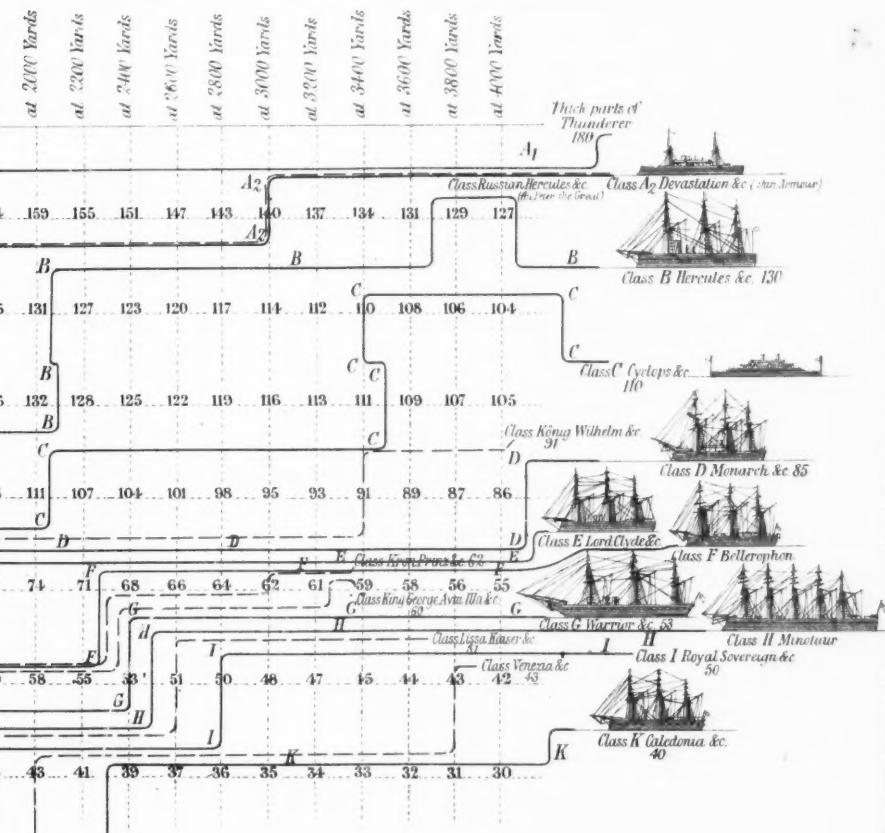 at 2000 Yards
at 2200 Yards
at 2400 Yards
at 2600 Yards
at 2800 Yards
at 3000 Yards
at 3200 Yards
at 3400 Yards
at 3600 Yards
at 3800 Yards
at 4000 Yards
Thick parts of
Thunderer
180
A1
A2
Class Russian Hercules &c
Class A2 Devastation &c
159 155 151 147 143 140 137 134 131 129 127
A2
B B B
Class B Hercules &c. 130
C C
131 127 123 120 117 114 112 110 108 106 104
B C C C
Class C Cyclops &c
110
132 128 125 122 119 116 113 111 109 107 105
B
Class König Wilhelm &c.
91
C C D
Class D Monarch &c 85
111 107 104 101 98 95 93 91 89 87 86
C
D D D
Class E Lord Clyde &c.
E E
Class F Bellerophon
F F F
Class Kron Prinz &c 62
74 71 68 66 64 62 61 59 58 56 55
Class King George &c
60
G G G
Class G Warrior &c, 53
H H H
Class H Minotaur
Class Lissa Kaiser &c
51
I I
Class I Royal Sovereign &c
50
F
Class Venezia &c
43
58 55 53 51 50 48 47 45 44 43 42
G
H
I
K K
Class K Caledonia &c.
40
43 41 39 37 36 35 34 33 32 31 30